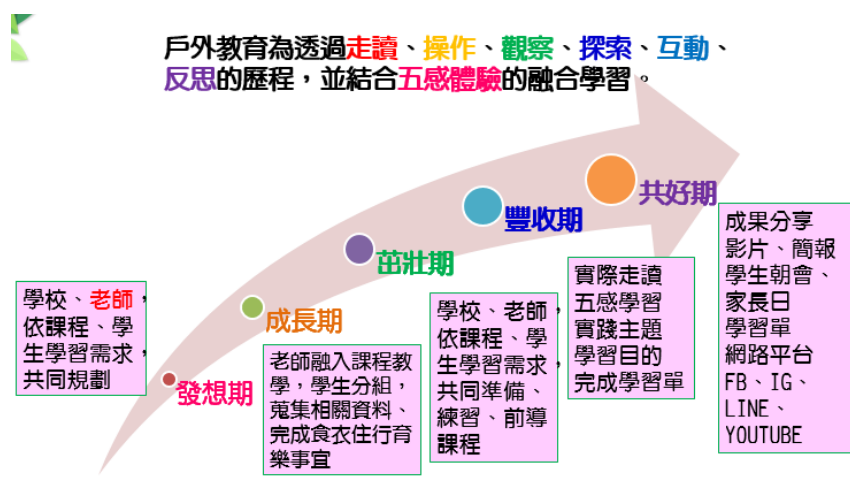 戶外教育為透過走讀、操作、觀察、探索、互動、
反思的歷程，並結合五感體驗的融合學習。
學校、老師，
依課程、學
生學習需求，
共同規劃
發想期
成長期
老師融入課程教
學，學生分組，
蒐集相關資料、
完成食衣住行育
樂事宜
茁壯期
學校、老師，
依課程、學
生學習需求，
共同準備、
練習、前導
課程
豐收期
實際走讀
五感學習
實踐主題
學習目的
完成學習單
共好期
成果分享
影片、簡報
學生朝會、
家長日
學習單
網路平台
FB、IG、
LINE、
YOUTUBE